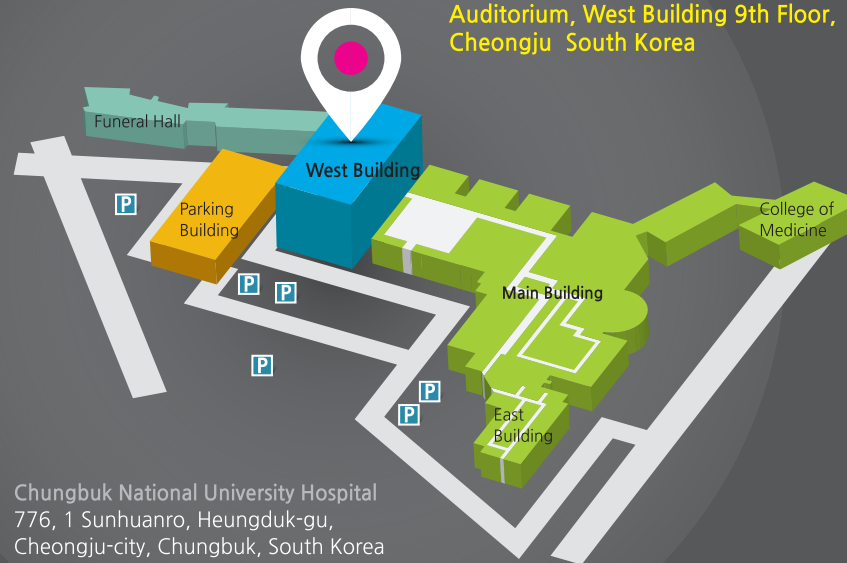 Auditorium, West Building 9th Floor,
Cheongju South Korea
Funeral Hall
West Building
P
Parking
Building
College of
Medicine
P
P
Main Building
P
P
P
East
Building
Chungbuk National University Hospital
776, 1 Sunhuanro, Heungduk-gu,
Cheongju-city, Chungbuk, South Korea